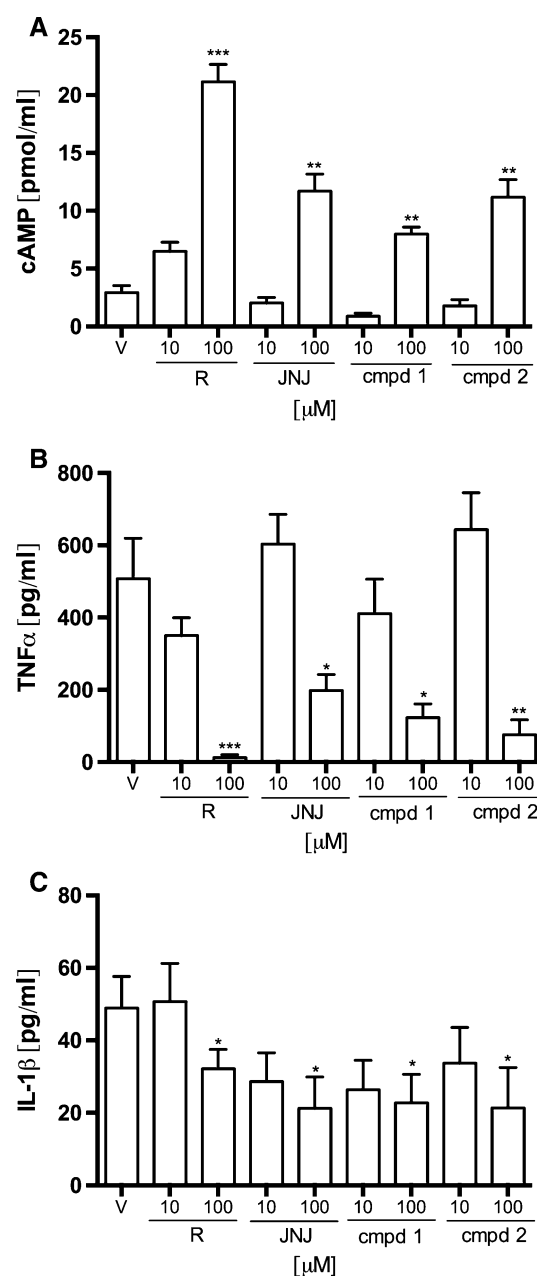 A
cAMP [pmol/ml]
25
20
15
10
5
0
***
**
**
**
V 10 100 10 100 10 100 10 100
R JNJ cmpd 1 cmpd 2
[μM]
B
TNFα [pg/ml]
800
600
400
200
0
***
*
*
**
V 10 100 10 100 10 100 10 100
R JNJ cmpd 1 cmpd 2
[μM]
C
IL-1β [pg/ml]
80
60
40
20
0
*
*
*
*
V 10 100 10 100 10 100 10 100
R JNJ cmpd 1 cmpd 2
[μM]